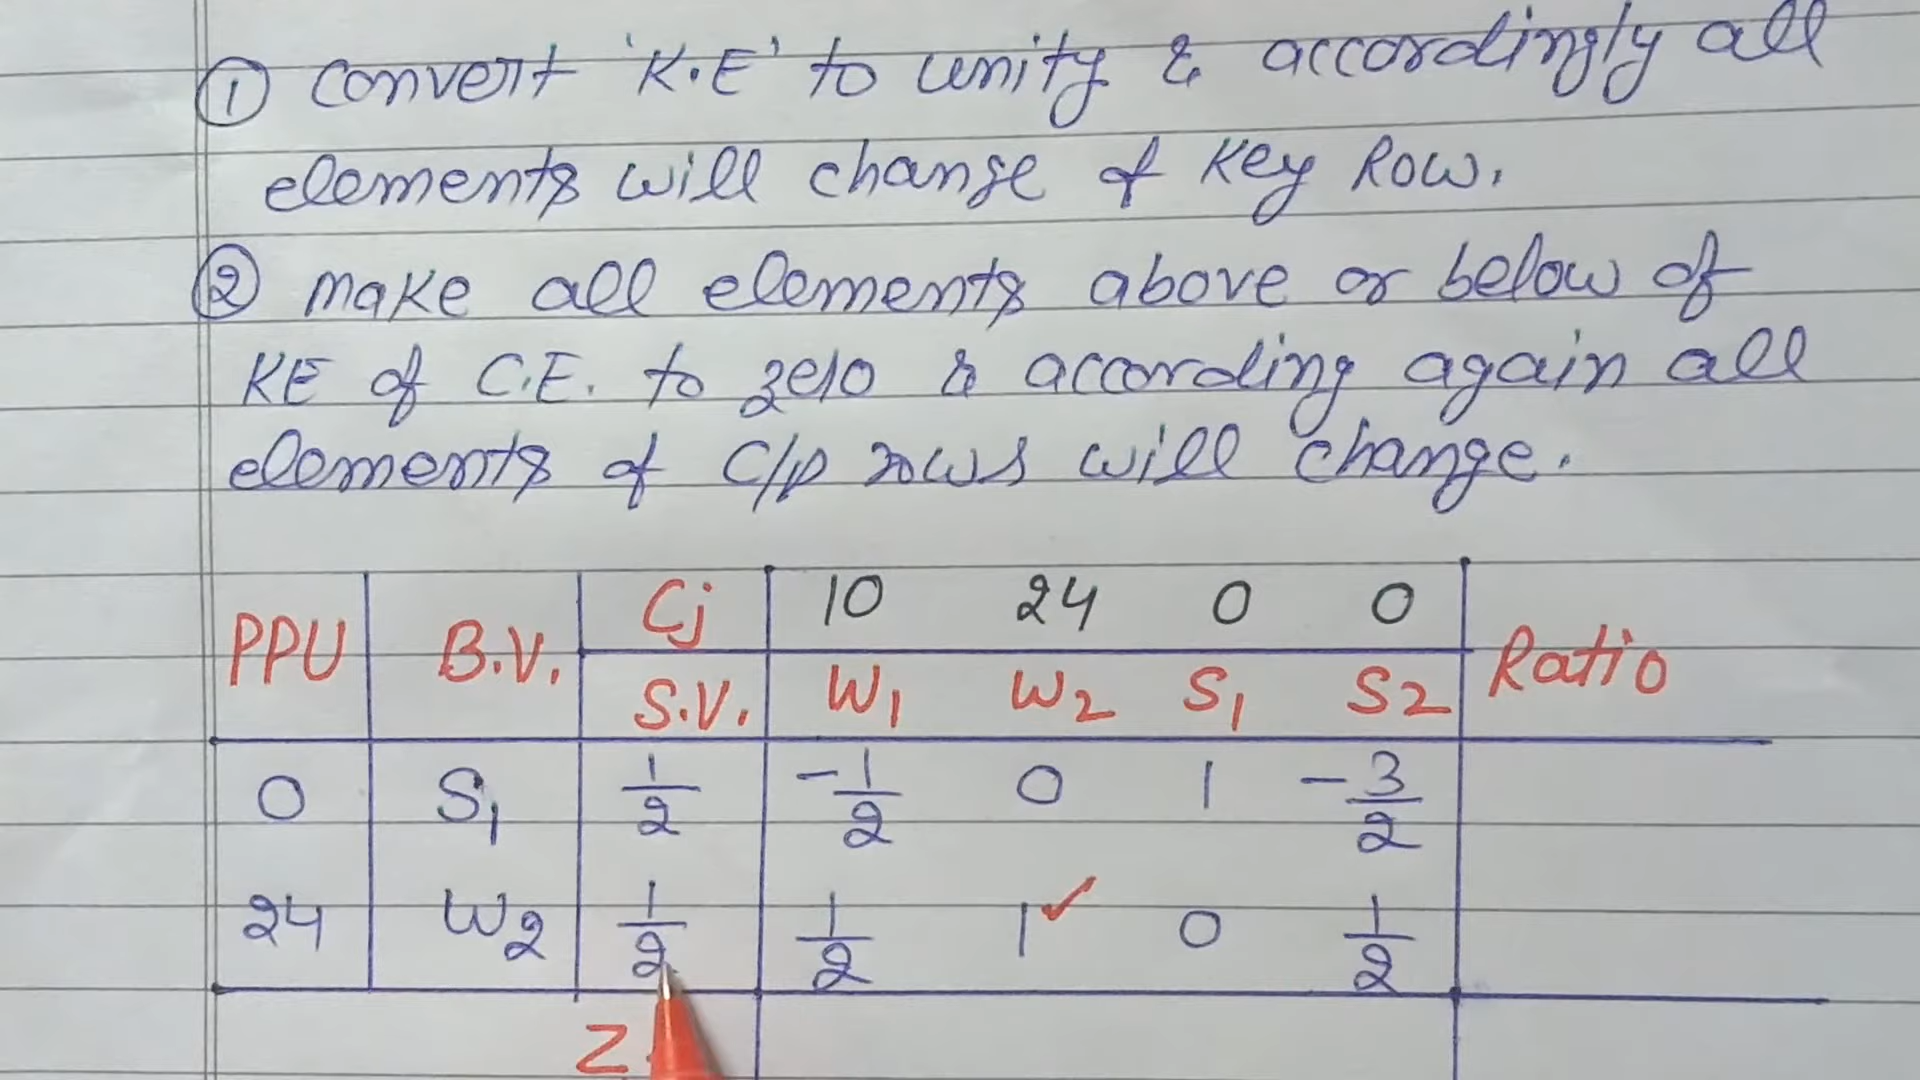 ① Convert 'K.E' to unity & accordingly all
elements will change of Key Row.
② make all elements above or below of
KE of C.E. to zero & according again all
elements of C/p rows will change.
PPU B.V. Cj 10 24 0 0 Ratio
S.V. W1 W2 S1 S2
0 S1 1/2 -1/2 0 1 -3/2
24 W2 1/2 1/2 1✓ 0 1/2
Z